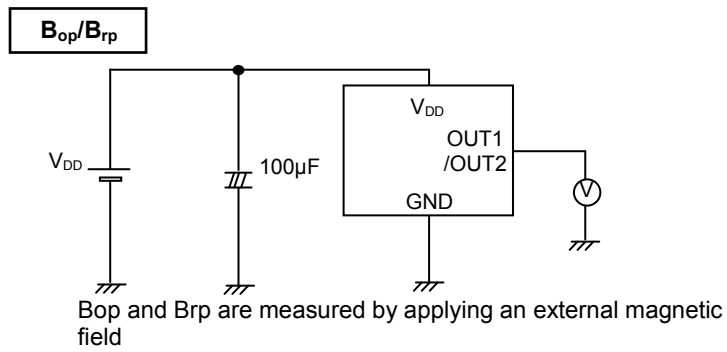 Bop/Brp
VDD
OUT1
/OUT2
VDD
100µF
GND
V
Bop and Brp are measured by applying an external magnetic
field